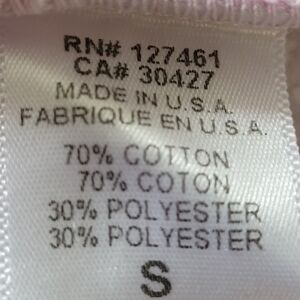 RN# 127461
CA# 30427
MADE IN U.S.A.
FABRIQUE EN U.S.A.
70% COTTON
70% COTON
30% POLYESTER
30% POLYESTER
S